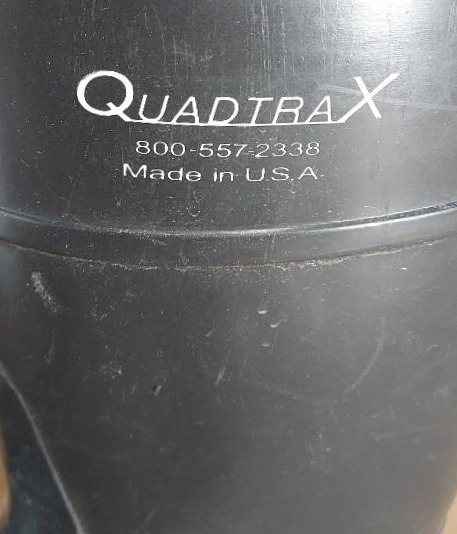 QUADTRAX
800-557-2338
Made in U.S.A.